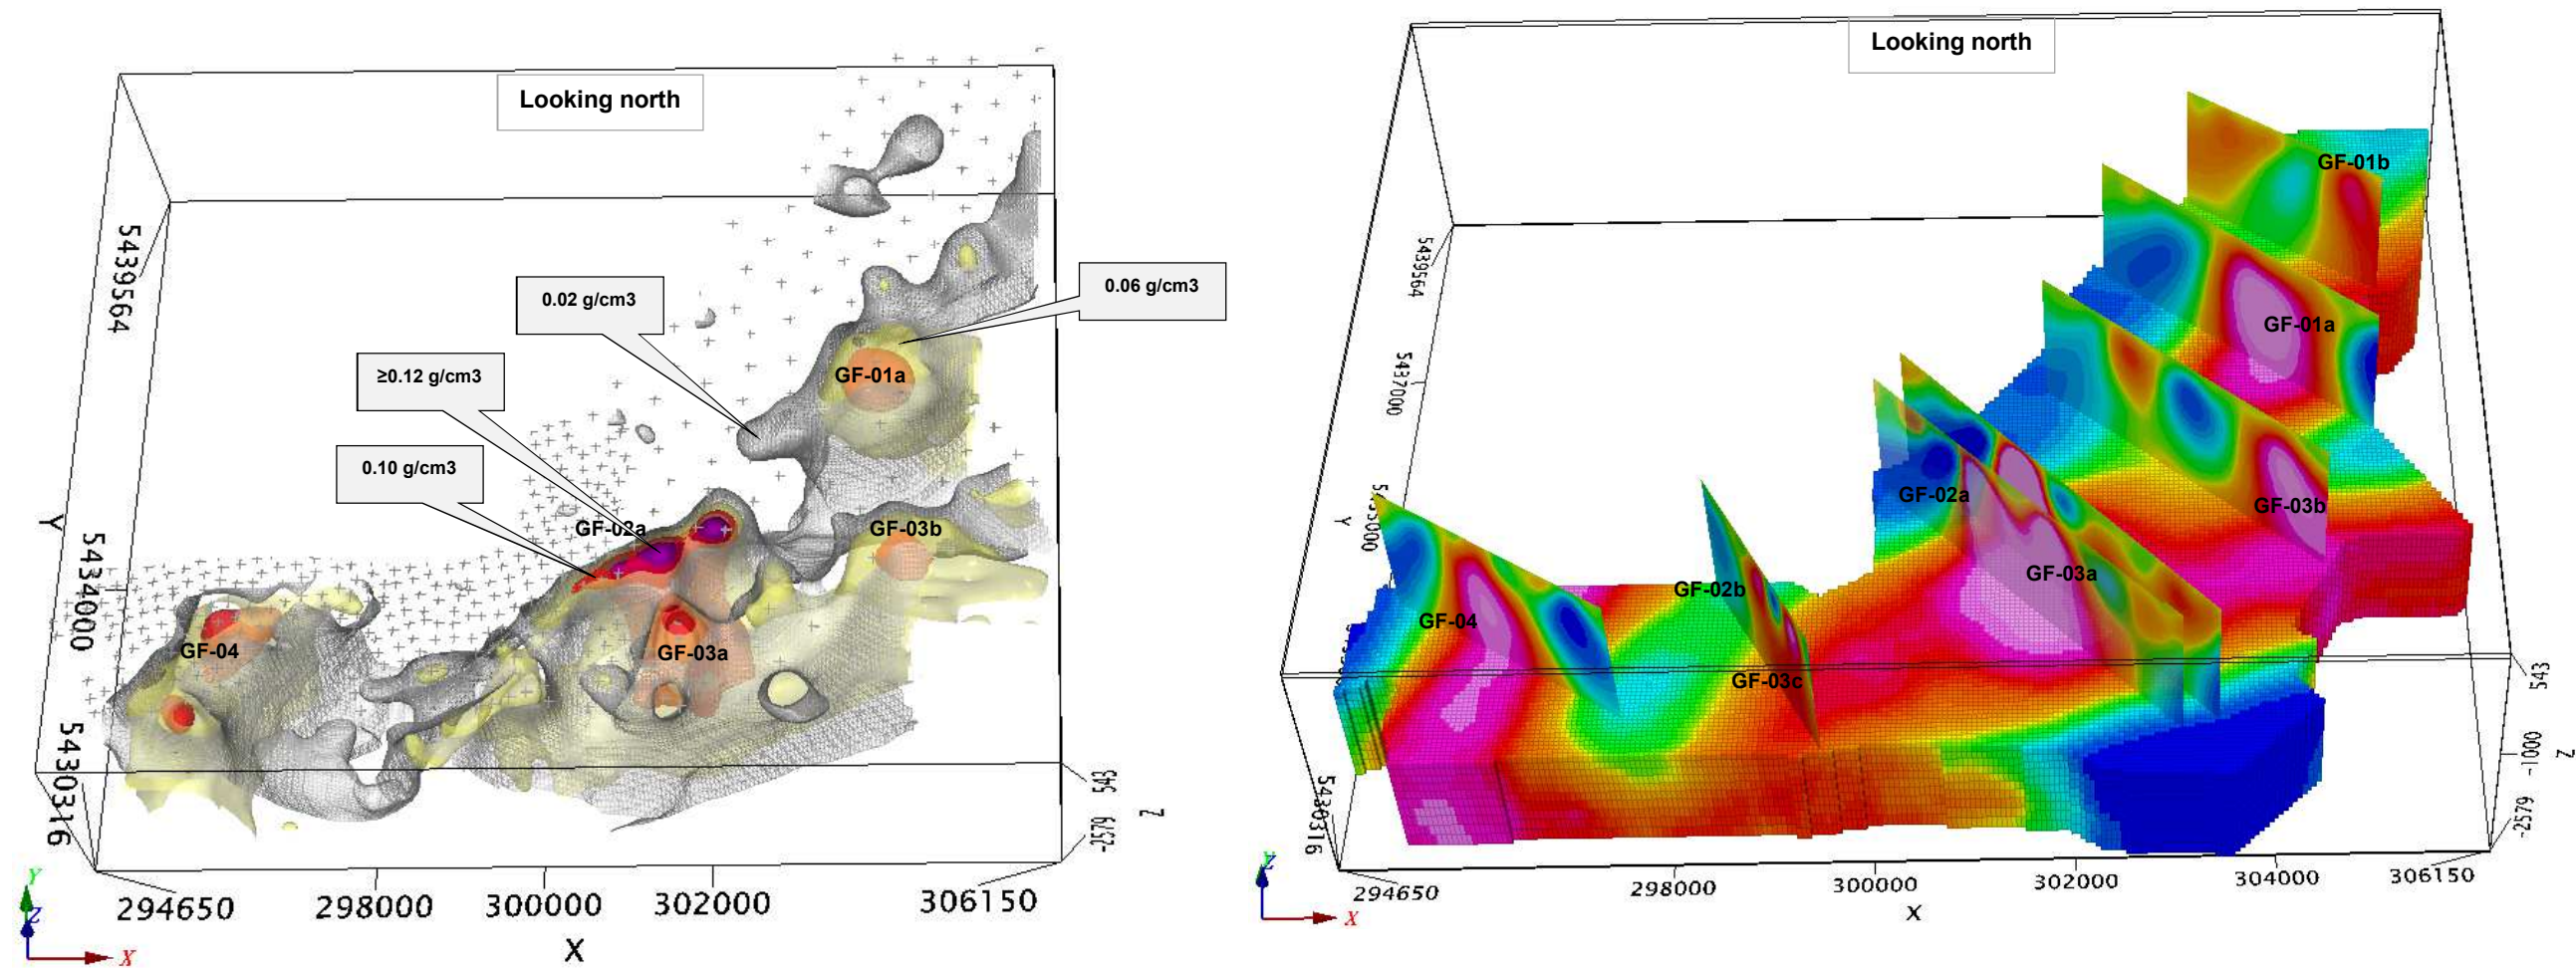 Looking north
0.02 g/cm3
0.06 g/cm3
≥0.12 g/cm3
0.10 g/cm3
GF-01a
GF-02a
GF-03b
GF-04
GF-03a
5439564
Y
5434000
5430316
543
-2579
Z
294650
298000
300000
302000
306150
X
Y
Z
X
Looking north
GF-01b
GF-01a
GF-02a
GF-03b
GF-03a
GF-02b
GF-04
GF-03c
5439564
5437000
Y
5430316
543
-1000
Z
-2579
294650
298000
300000
302000
304000
306150
X
Z
X